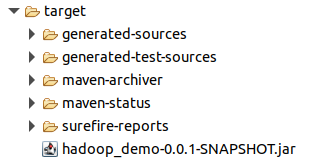 target
generated-sources
generated-test-sources
maven-archiver
maven-status
surefire-reports
hadoop_demo-0.0.1-SNAPSHOT.jar